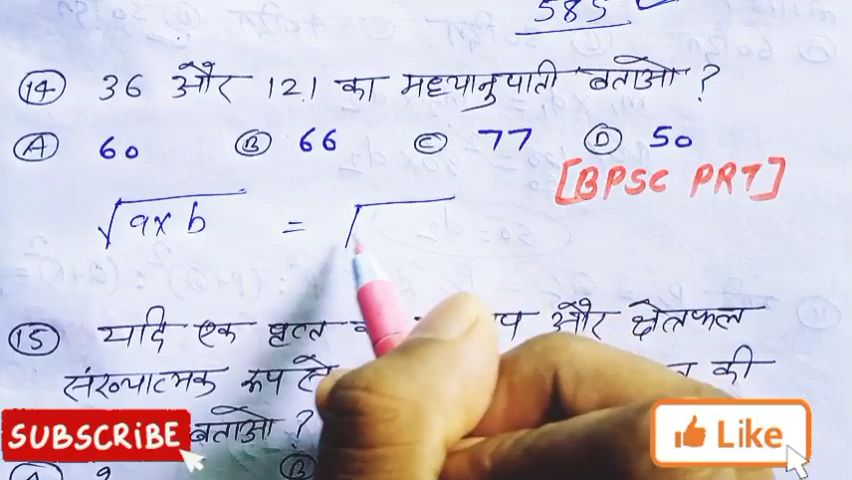 585
(14) 36 और 121 का मध्यानुपाती बताओ ?
(A) 60 (B) 66 (C) 77 (D) 50
[BPSC PRT]
√a×b = √
(15) यदि एक वृत्त और क्षेत्रफल
संख्यात्मक रूप से की
बताओ ?
(A) 9 (B)
SUBSCRIBE
Like